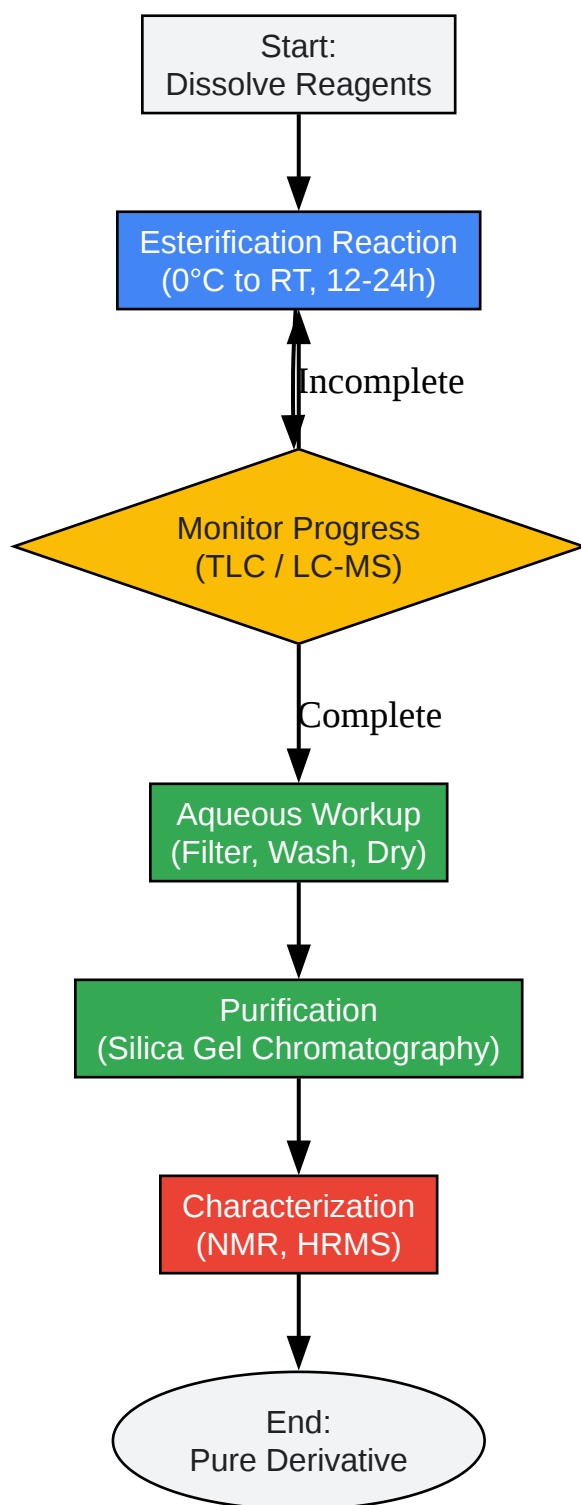 Start:
Dissolve Reagents
Esterification Reaction
(0°C to RT, 12-24h)
Incomplete
Monitor Progress
(TLC / LC-MS)
Complete
Aqueous Workup
(Filter, Wash, Dry)
Purification
(Silica Gel Chromatography)
Characterization
(NMR, HRMS)
End:
Pure Derivative